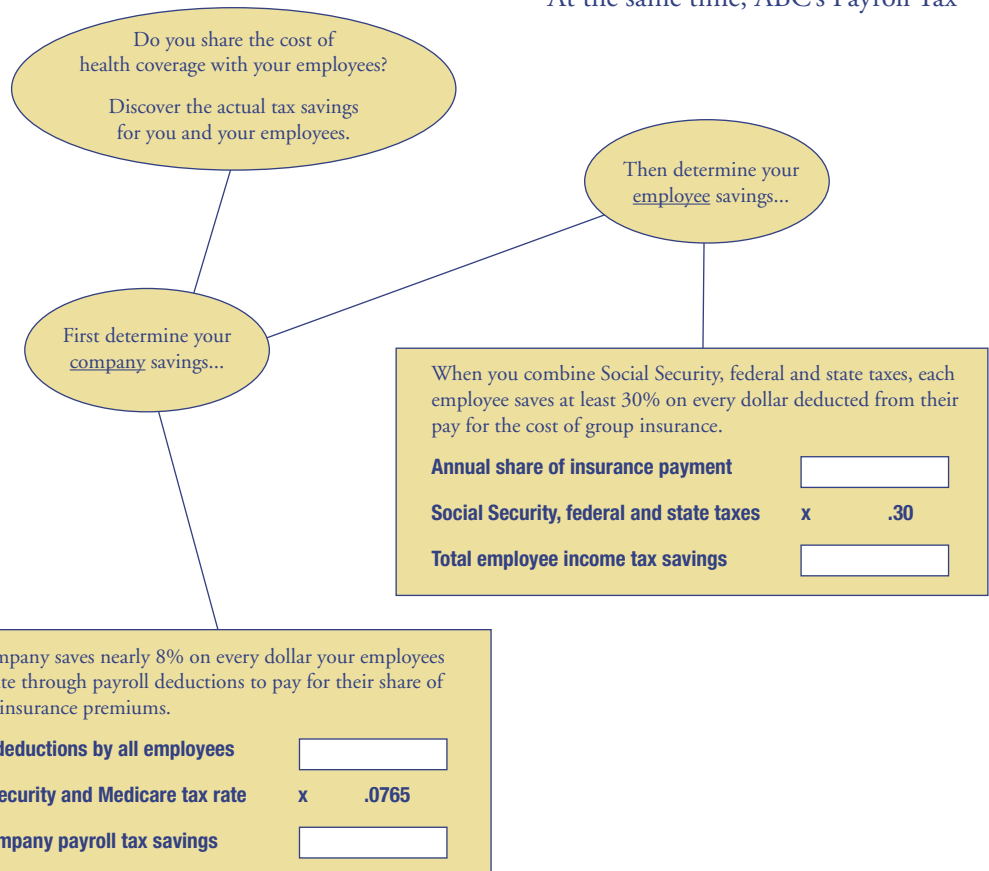 At the same time, ABC's Payroll Tax
Do you share the cost of
health coverage with your employees?
Discover the actual tax savings
for you and your employees.
Then determine your
employee savings...
First determine your
company savings...
When you combine Social Security, federal and state taxes, each
employee saves at least 30% on every dollar deducted from their
pay for the cost of group insurance.
Annual share of insurance payment
Social Security, federal and state taxes x .30
Total employee income tax savings
saves nearly 8% on every dollar your employees
through payroll deductions to pay for their share of
insurance premiums.
deductions by all employees
and Medicare tax rate x .0765
payroll tax savings